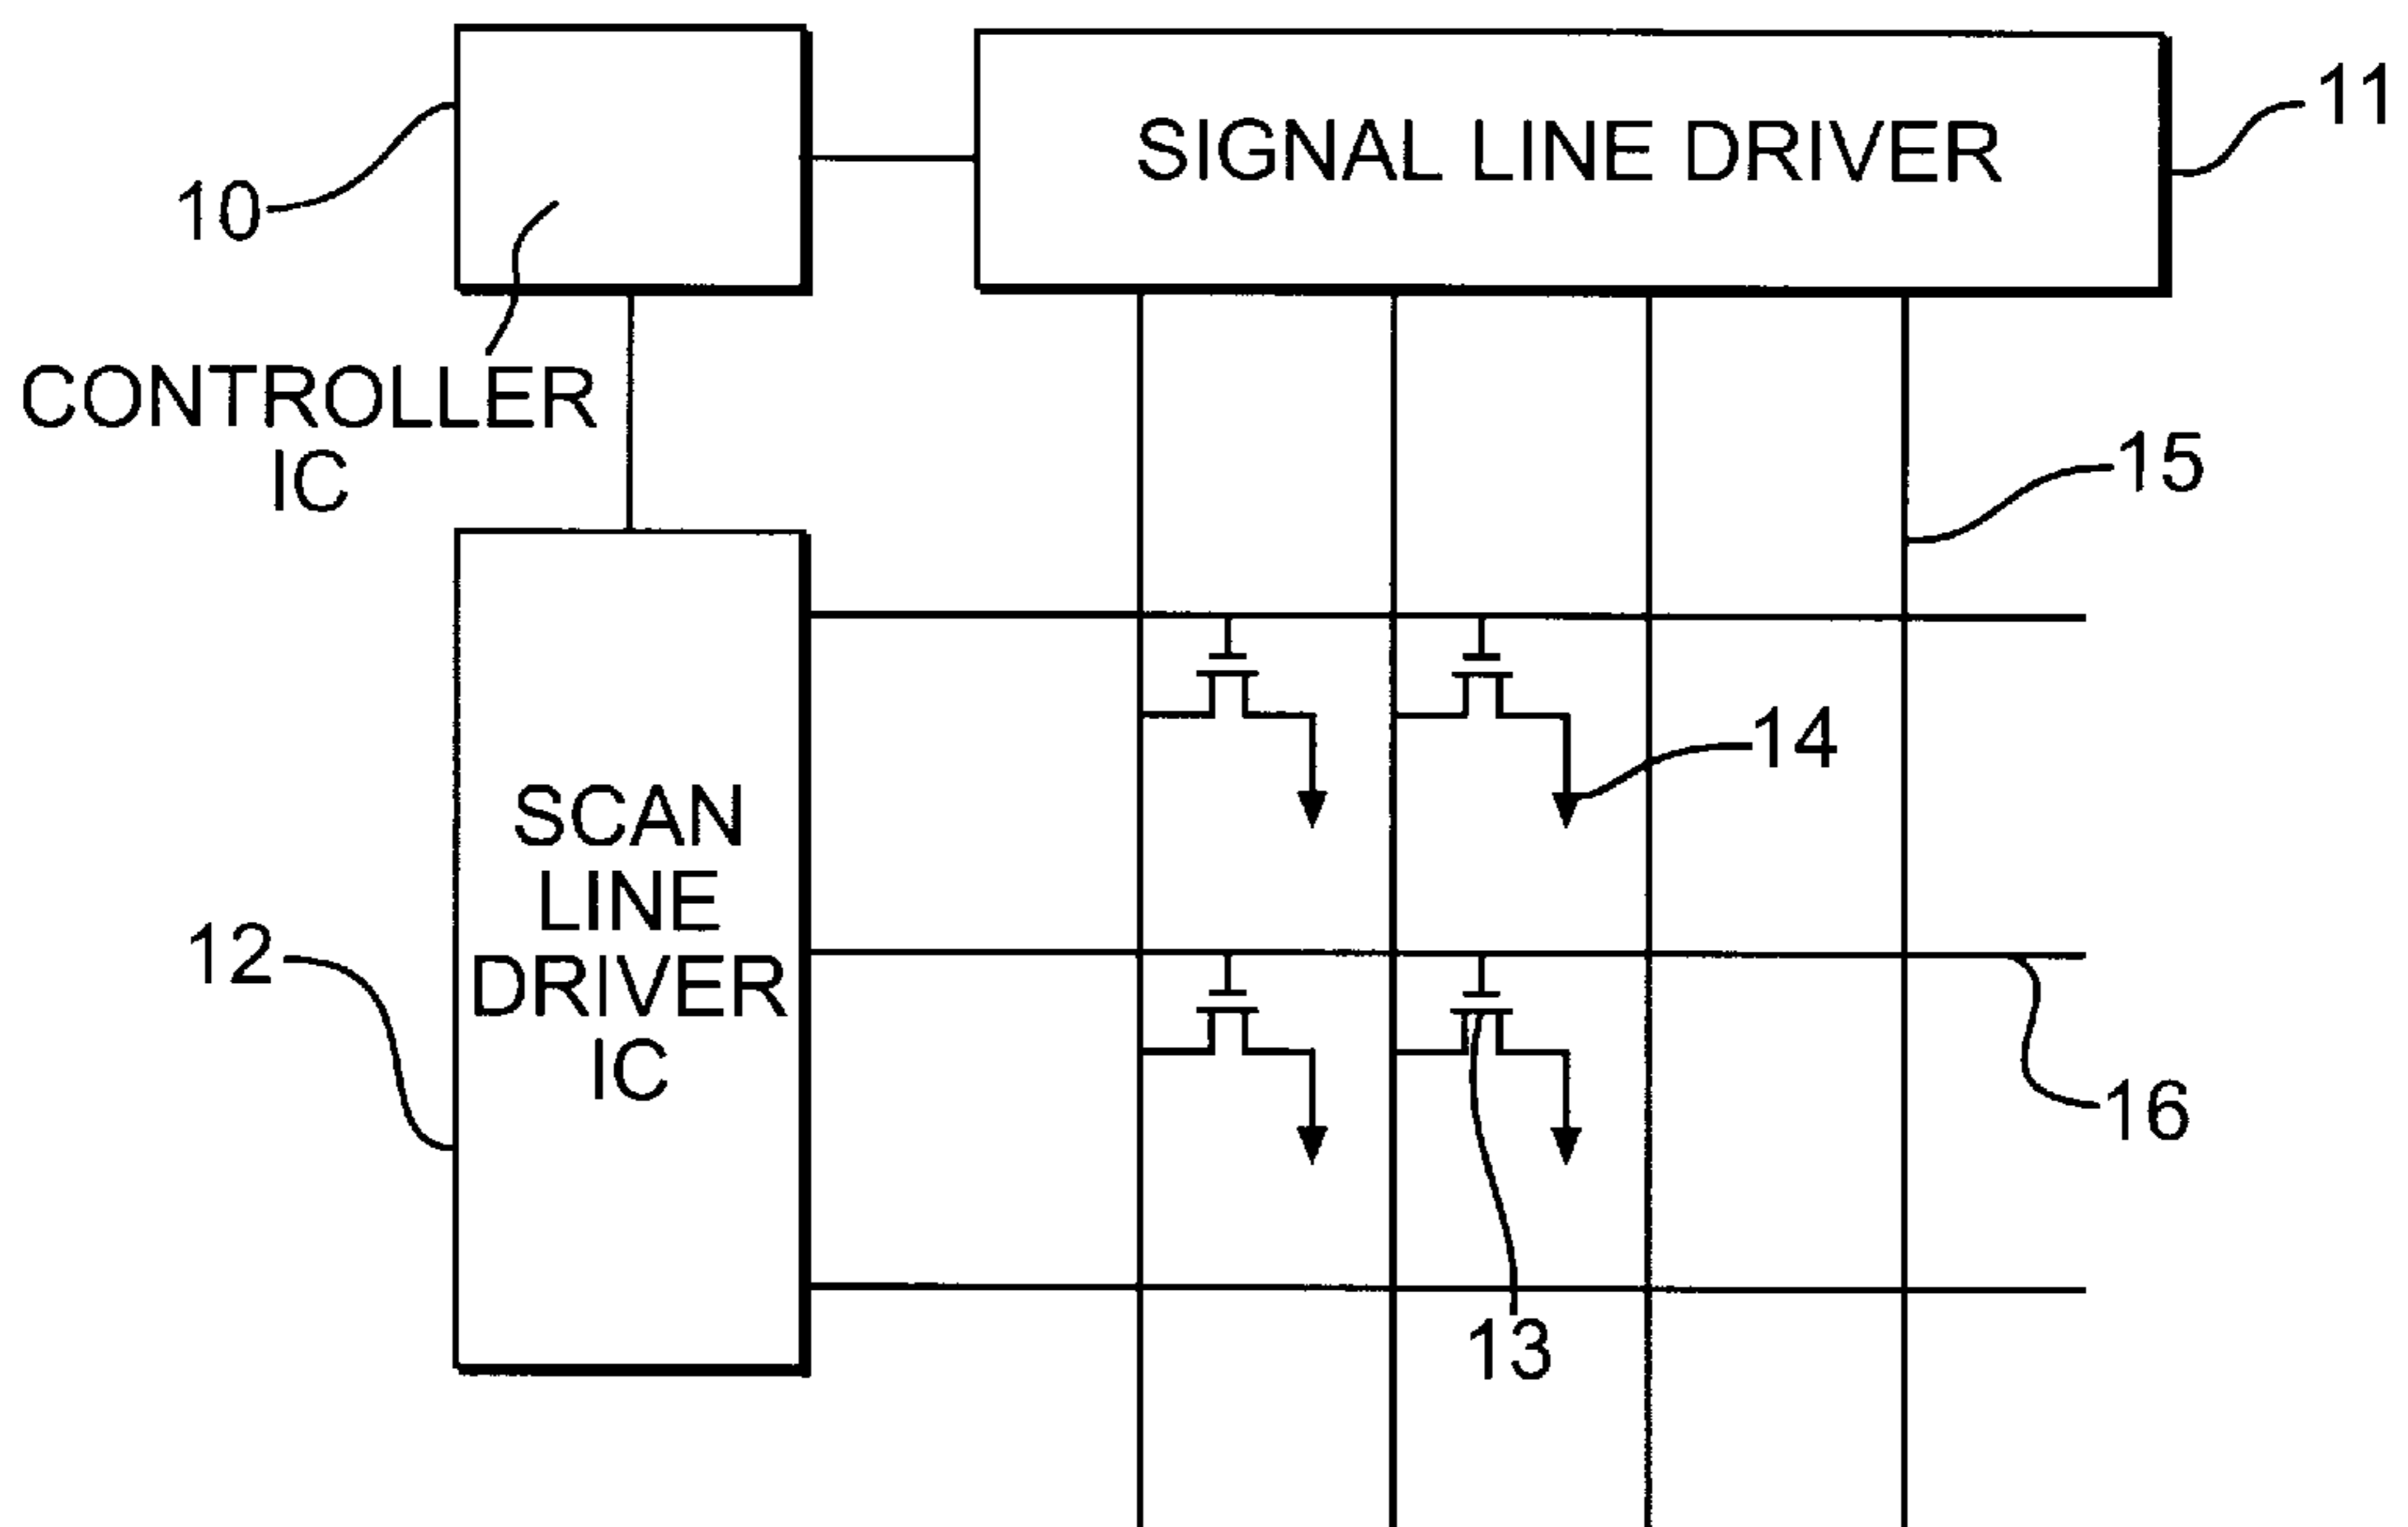 SIGNAL LINE DRIVER
11
10
CONTROLLER
IC
15
14
SCAN
LINE
DRIVER
IC
12
16
13